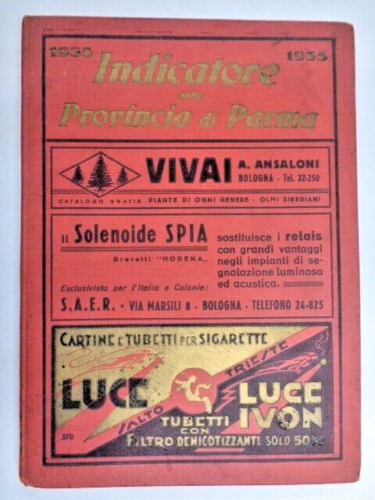 1935 1935
Indicatore
della
Provincia di Parma
VIVAI A. ANSALONI
BOLOGNA - Tel. 22-250
CATALOGO GRATIS PIANTE DI OGNI GENERE - OLMI SIBERIANI
IL Solenoide SPIA
Brevetti "MODENA"
sostituisce i relais
con grandi vantaggi
negli impianti di se-
gnalazione luminosa
ed acustica.
Esclusivista per l'Italia e Colonie:
S.A.E.R. - VIA MARSILI 8 - BOLOGNA - TELEFONO 24-825
CARTINE E TUBETTI PER SIGARETTE
LUCE
SALTO TRIESTE
LUCE
IVON
TUBETTI
CON
FILTRO DENICOTIZZANTE SOLO 50%